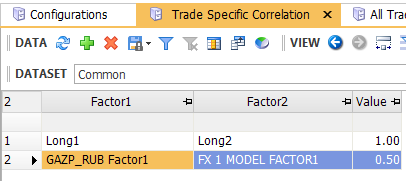 Configurations Trade Specific Correlation All Trad
DATA VIEW
DATASET Common
2 Factor1 Factor2 Value
1 Long1 Long2 1.00
2 GAZP_RUB Factor1 FX 1 MODEL FACTOR1 0.50